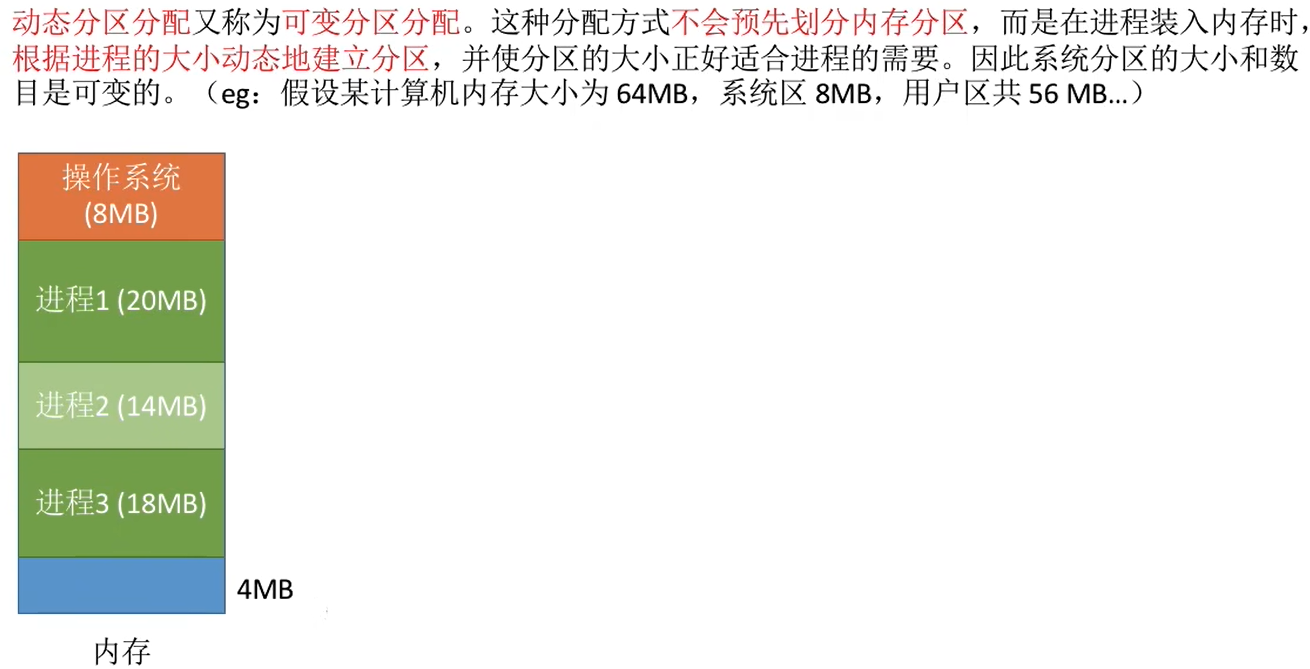 动态分区分配又称为可变分区分配。这种分配方式不会预先划分内存分区，而是在进程装入内存时，
根据进程的大小动态地建立分区，并使分区的大小正好适合进程的需要。因此系统分区的大小和数
目是可变的。（eg：假设某计算机内存大小为 64MB，系统区 8MB，用户区共 56 MB…）
操作系统
(8MB)
进程1 (20MB)
进程2 (14MB)
进程3 (18MB)
4MB
内存